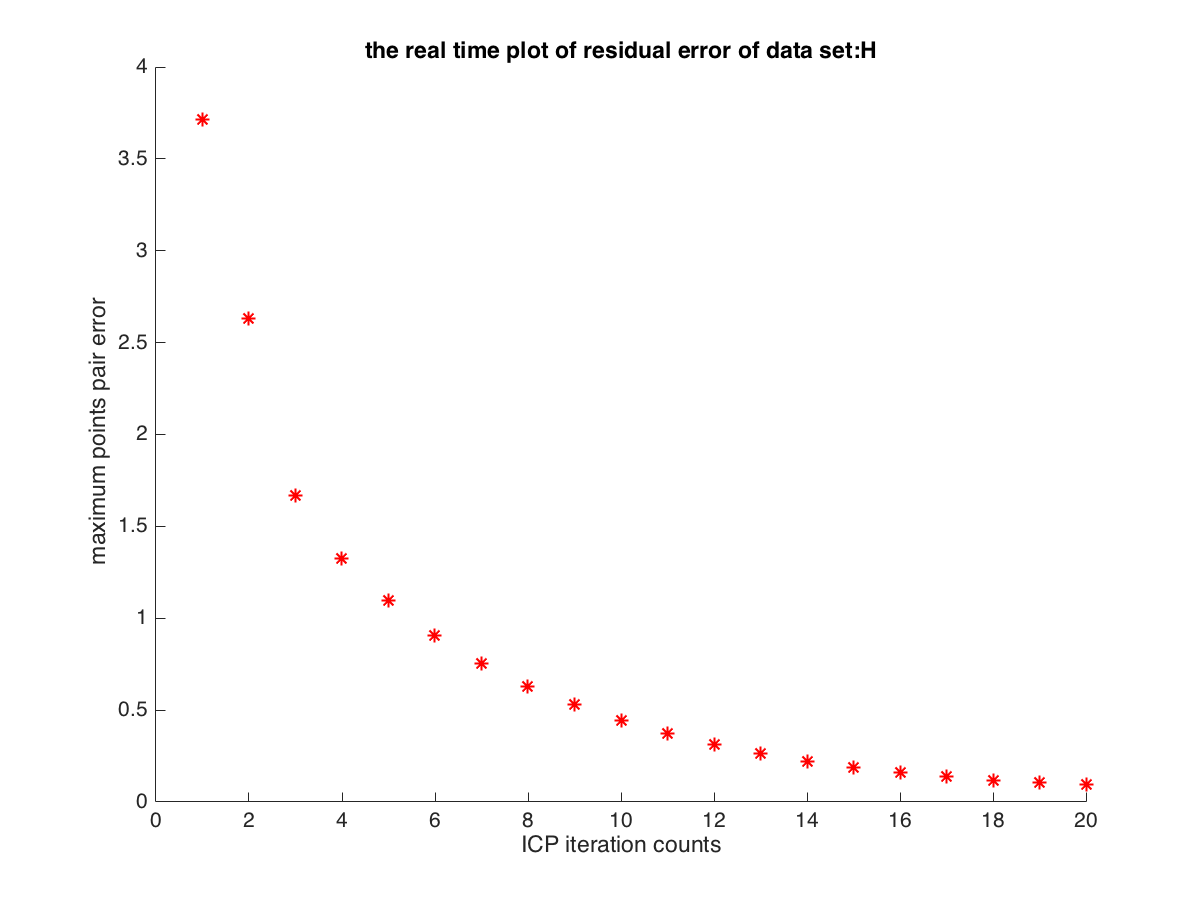 the real time plot of residual error of data set:H
4
3.5
3
2.5
2
1.5
1
0.5
0
maximum points pair error
0 2 4 6 8 10 12 14 16 18 20
ICP iteration counts